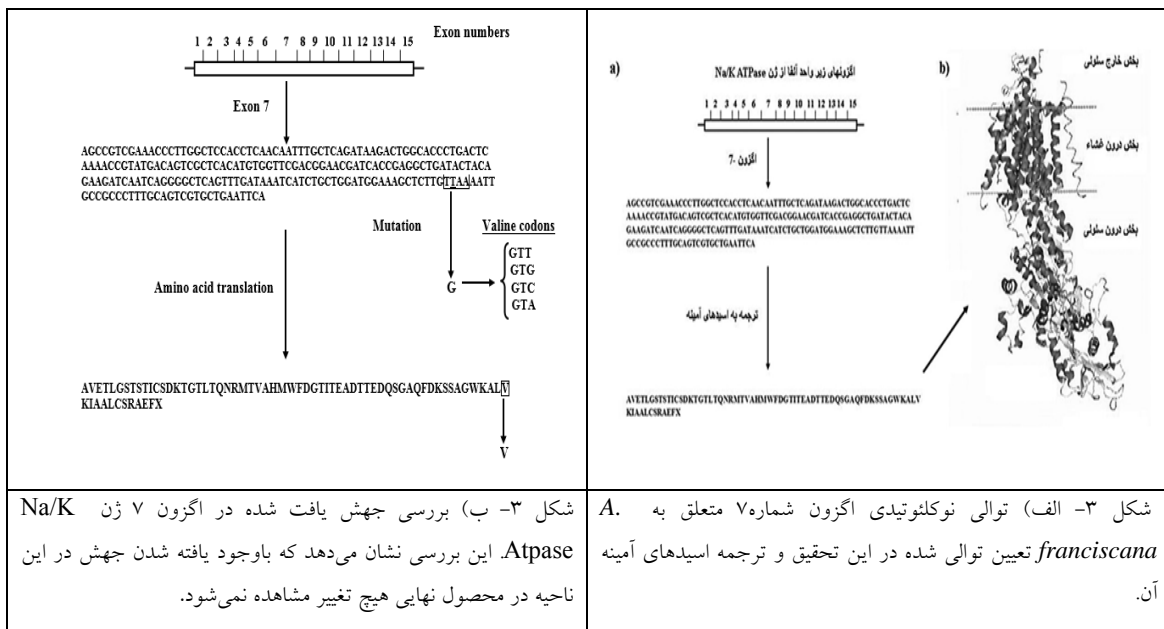 a)
اگزونهای زیر واحد آلفا از ژن Na/K ATPase
1 2 3 4 5 6 7 8 9 10 11 12 13 14 15
اگزون -7
AGCCGTCGAAACCCTTGGCTCCACCTCAACAATTTGCTCAGATAAGACTGGCACCCTGACTC
AAAACCGTATGACAGTCGCTCACATGTGGTTCGACGGAACGATCACCGAGGCTGATACTACA
GAAGATCAATCAGGGGCTCAGTTTGATAAATCATCTGCTGGATGGAAAGCTCTTGTTAAAATT
GCCGCCCTTTGCAGTCGTGCTGAATTCA
ترجمه به اسیدهای آمینه
AVETLGSTSTICSDKTGTLTQNRMTVAHMWFDGTITEADTTEDQSGAQFDKSSAGWKALV
KIAALCSRAEFX
b)
بخش خارج سلولی
بخش درون غشاء
بخش درون سلولی
شکل ۳- الف) توالی نوکلئوتیدی اگزون شماره۷ متعلق به A.
franciscana تعیین توالی شده در این تحقیق و ترجمه اسیدهای آمینه
آن.
1 2 3 4 5 6 7 8 9 10 11 12 13 14 15
Exon numbers
Exon 7
AGCCGTCGAAACCCTTGGCTCCACCTCAACAATTTGCTCAGATAAGACTGGCACCCTGACTC
AAAACCGTATGACAGTCGCTCACATGTGGTTCGACGGAACGATCACCGAGGCTGATACTACA
GAAGATCAATCAGGGGCTCAGTTTGATAAATCATCTGCTGGATGGAAAGCTCTTGTTAAAATT
GCCGCCCTTTGCAGTCGTGCTGAATTCA
Mutation
Valine codons
GTT
GTG
G
GTC
GTA
Amino acid translation
AVETLGSTSTICSDKTGTLTQNRMTVAHMWFDGTITEADTTEDQSGAQFDKSSAGWKALV
KIAALCSRAEFX
V
شکل ۳- ب) بررسی جهش یافت شده در اگزون ۷ ژن Na/K
Atpase. این بررسی نشان می‌دهد که باوجود یافته شدن جهش در این
ناحیه در محصول نهایی هیچ تغییر مشاهده نمی‌شود.